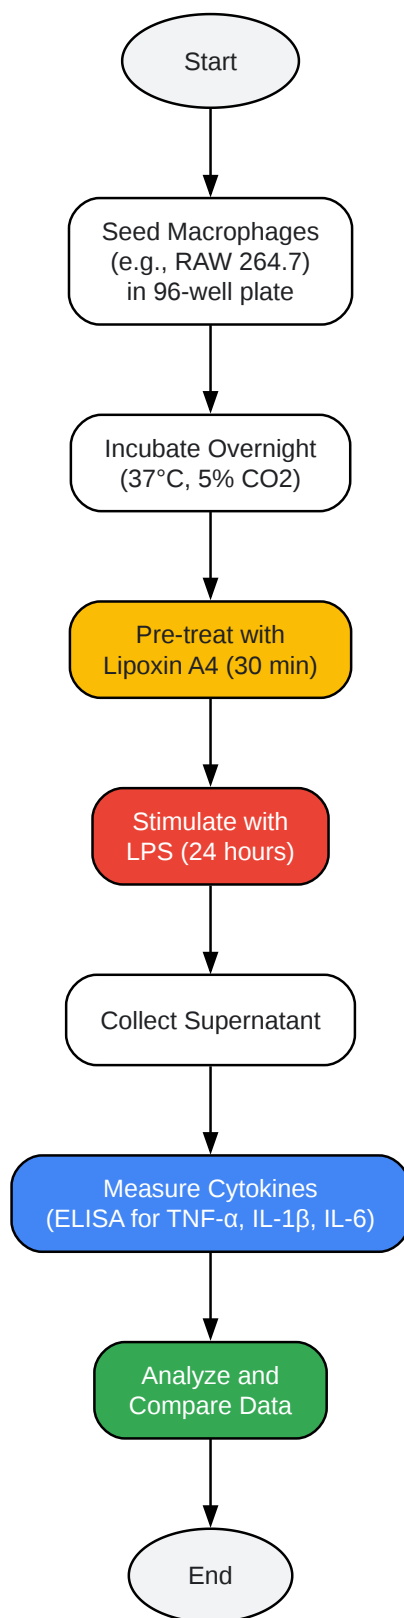 Start
Seed Macrophages
(e.g., RAW 264.7)
in 96-well plate
Incubate Overnight
(37°C, 5% CO2)
Pre-treat with
Lipoxin A4 (30 min)
Stimulate with
LPS (24 hours)
Collect Supernatant
Measure Cytokines
(ELISA for TNF-α, IL-1β, IL-6)
Analyze and
Compare Data
End